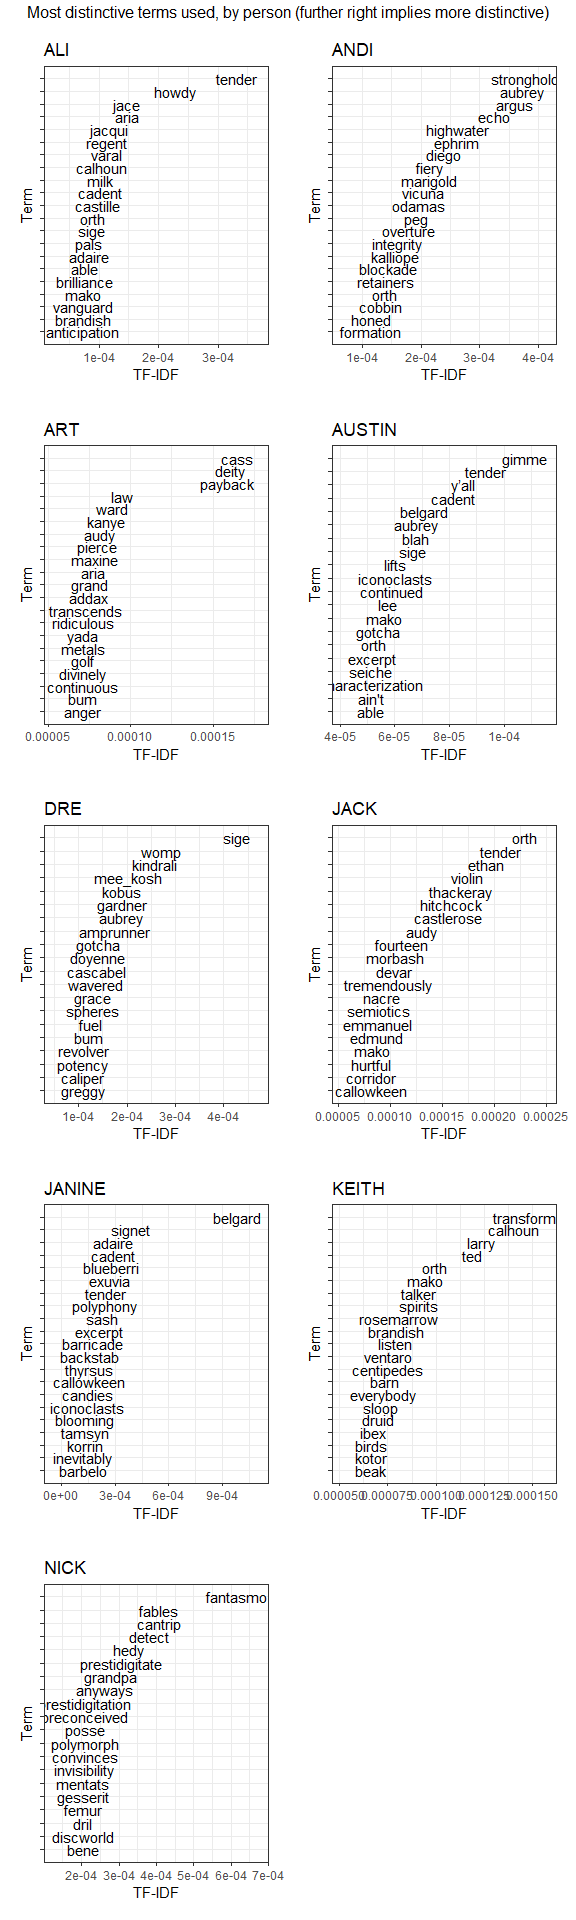 Most distinctive terms used, by person (further right implies more distinctive)
ALI
tender
howdy
jace
aria
jacqui
regent
varal
calhoun
milk
cadent
castille
orth
sige
pals
adaire
able
brilliance
mako
vanguard
brandish
anticipation
Term
1e-04 2e-04 3e-04
TF-IDF
ANDI
stronghold
aubrey
argus
echo
highwater
ephrim
diego
fiery
marigold
vicuna
odamas
peg
overture
integrity
kalliope
blockade
retainers
orth
cobbin
honed
formation
Term
1e-04 2e-04 3e-04 4e-04
TF-IDF
ART
cass
deity
payback
law
ward
kanye
audy
pierce
maxine
aria
grand
addax
transcends
ridiculous
yada
metals
golf
divinely
continuous
bum
anger
Term
0.00005 0.00010 0.00015
TF-IDF
AUSTIN
gimme
tender
y'all
cadent
belgard
aubrey
blah
sige
lifts
iconoclasts
continued
lee
mako
gotcha
orth
excerpt
seiche
haracterization
ain't
able
Term
4e-05 6e-05 8e-05 1e-04
TF-IDF
DRE
sige
womp
kindrali
mee_kosh
kobus
gardner
aubrey
amprunner
gotcha
doyenne
cascabel
wavered
grace
spheres
fuel
bum
revolver
potency
caliper
greggy
Term
1e-04 2e-04 3e-04 4e-04
TF-IDF
JACK
orth
tender
ethan
violin
thackeray
hitchcock
castlerose
audy
fourteen
morbash
devar
tremendously
nacre
semiotics
emmanuel
edmund
mako
hurtful
corridor
callowkeen
Term
0.00005 0.00010 0.00015 0.00020 0.00025
TF-IDF
JANINE
belgard
signet
adaire
cadent
blueberri
exuvia
tender
polyphony
sash
excerpt
barricade
backstab
thyrsus
callowkeen
candies
iconoclasts
blooming
tamsyn
korrin
inevitably
barbelo
Term
0e+00 3e-04 6e-04 9e-04
TF-IDF
KEITH
transform
calhoun
larry
ted
orth
mako
talker
spirits
rosemarrow
brandish
listen
ventaro
centipedes
barn
everybody
sloop
druid
ibex
birds
kotor
beak
Term
0.000050 0.000075 0.000100 0.000125 0.000150
TF-IDF
NICK
fantasmo
fables
cantrip
detect
hedy
prestidigitate
grandpa
anyways
restidigitation
preconceived
posse
polymorph
convinces
invisibility
mentats
gesserit
femur
dril
discworld
bene
Term
2e-04 3e-04 4e-04 5e-04 6e-04 7e-04
TF-IDF